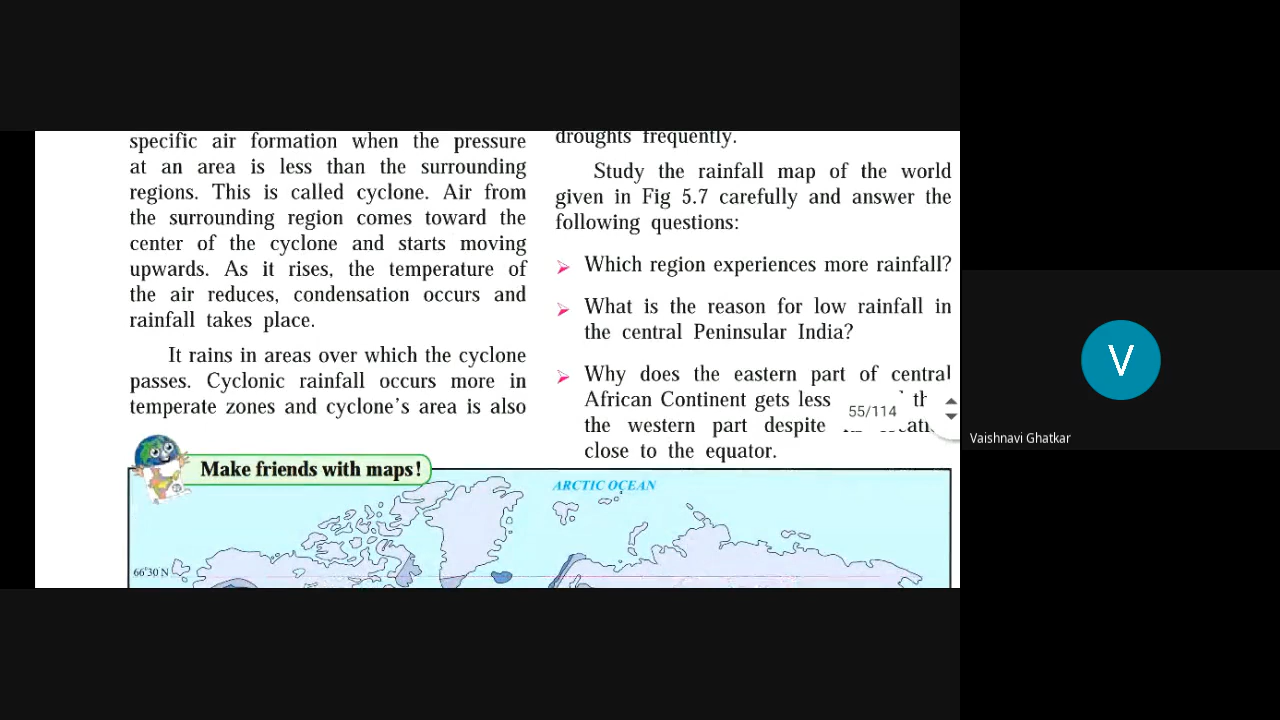 specific air formation when the pressure
at an area is less than the surrounding
regions. This is called cyclone. Air from
the surrounding region comes toward the
center of the cyclone and starts moving
upwards. As it rises, the temperature of
the air reduces, condensation occurs and
rainfall takes place.
It rains in areas over which the cyclone
passes. Cyclonic rainfall occurs more in
temperate zones and cyclone's area is also
droughts frequently.
Study the rainfall map of the world
given in Fig 5.7 carefully and answer the
following questions:
➢ Which region experiences more rainfall?
➢ What is the reason for low rainfall in
the central Peninsular India?
➢ Why does the eastern part of central
African Continent gets less
the western part despite
close to the equator.
55/114
Make friends with maps!
ARCTIC OCEAN
66°30 N
V
Vaishnavi Ghatkar